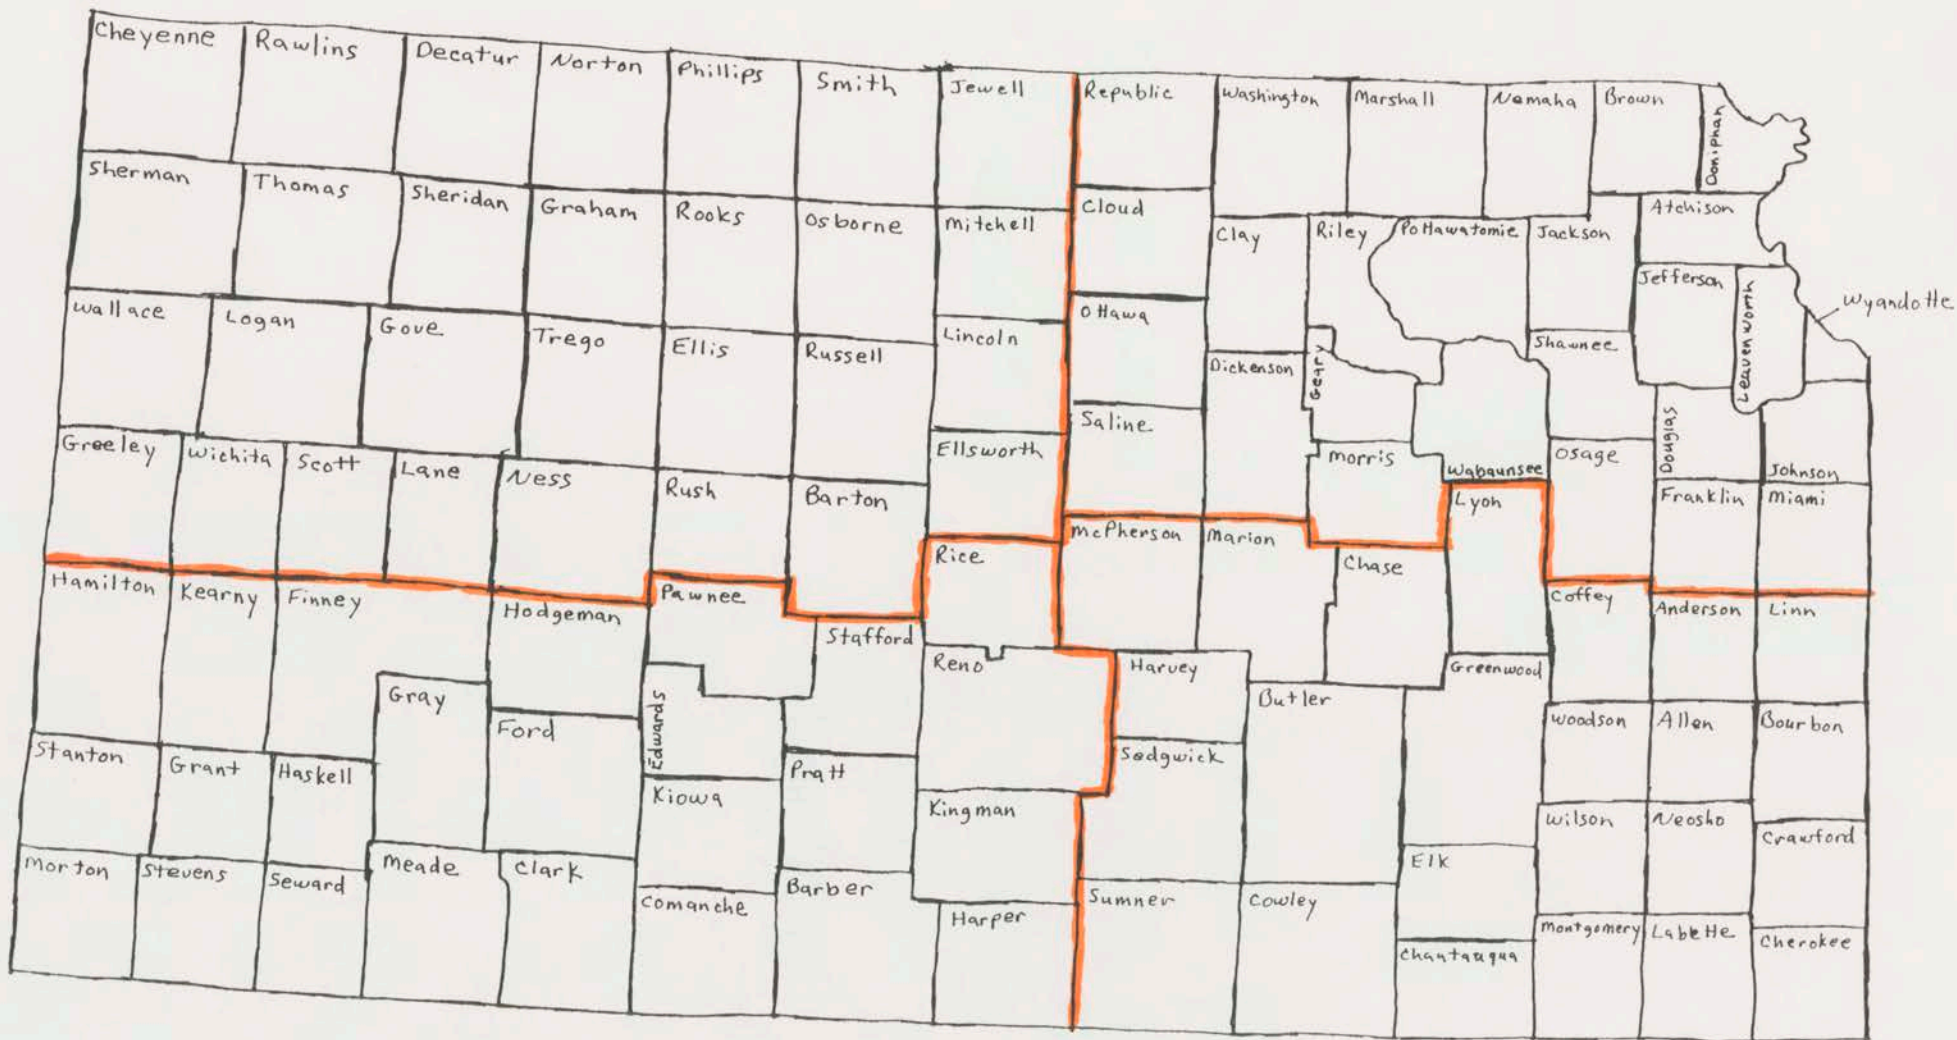 Cheyenne
Rawlins
Decatur
Norton
Phillips
Smith
Jewell
Republic
Washington
Marshall
Nemaha
Brown
Doniphan
Sherman
Thomas
Sheridan
Graham
Rooks
Osborne
Mitchell
Cloud
Clay
Riley
Pottawatomie
Jackson
Atchison
Jefferson
Leavenworth
Wyandotte
Wallace
Logan
Gove
Trego
Ellis
Russell
Lincoln
Ottawa
Dickenson
Geary
Shawnee
Douglas
Johnson
Greeley
Wichita
Scott
Lane
Ness
Rush
Barton
Ellsworth
Saline
Morris
Wabaunsee
Osage
Franklin
Miami
Hamilton
Kearny
Finney
Hodgeman
Pawnee
Stafford
Rice
McPherson
Marion
Chase
Lyon
Coffey
Anderson
Linn
Gray
Ford
Edwards
Reno
Harvey
Butler
Greenwood
Woodson
Allen
Bourbon
Stanton
Grant
Haskell
Kiowa
Pratt
Kingman
Sedgwick
Wilson
Neosho
Crawford
Morton
Stevens
Seward
Meade
Clark
Comanche
Barber
Harper
Sumner
Cowley
Elk
Chautauqua
Montgomery
Labette
Cherokee